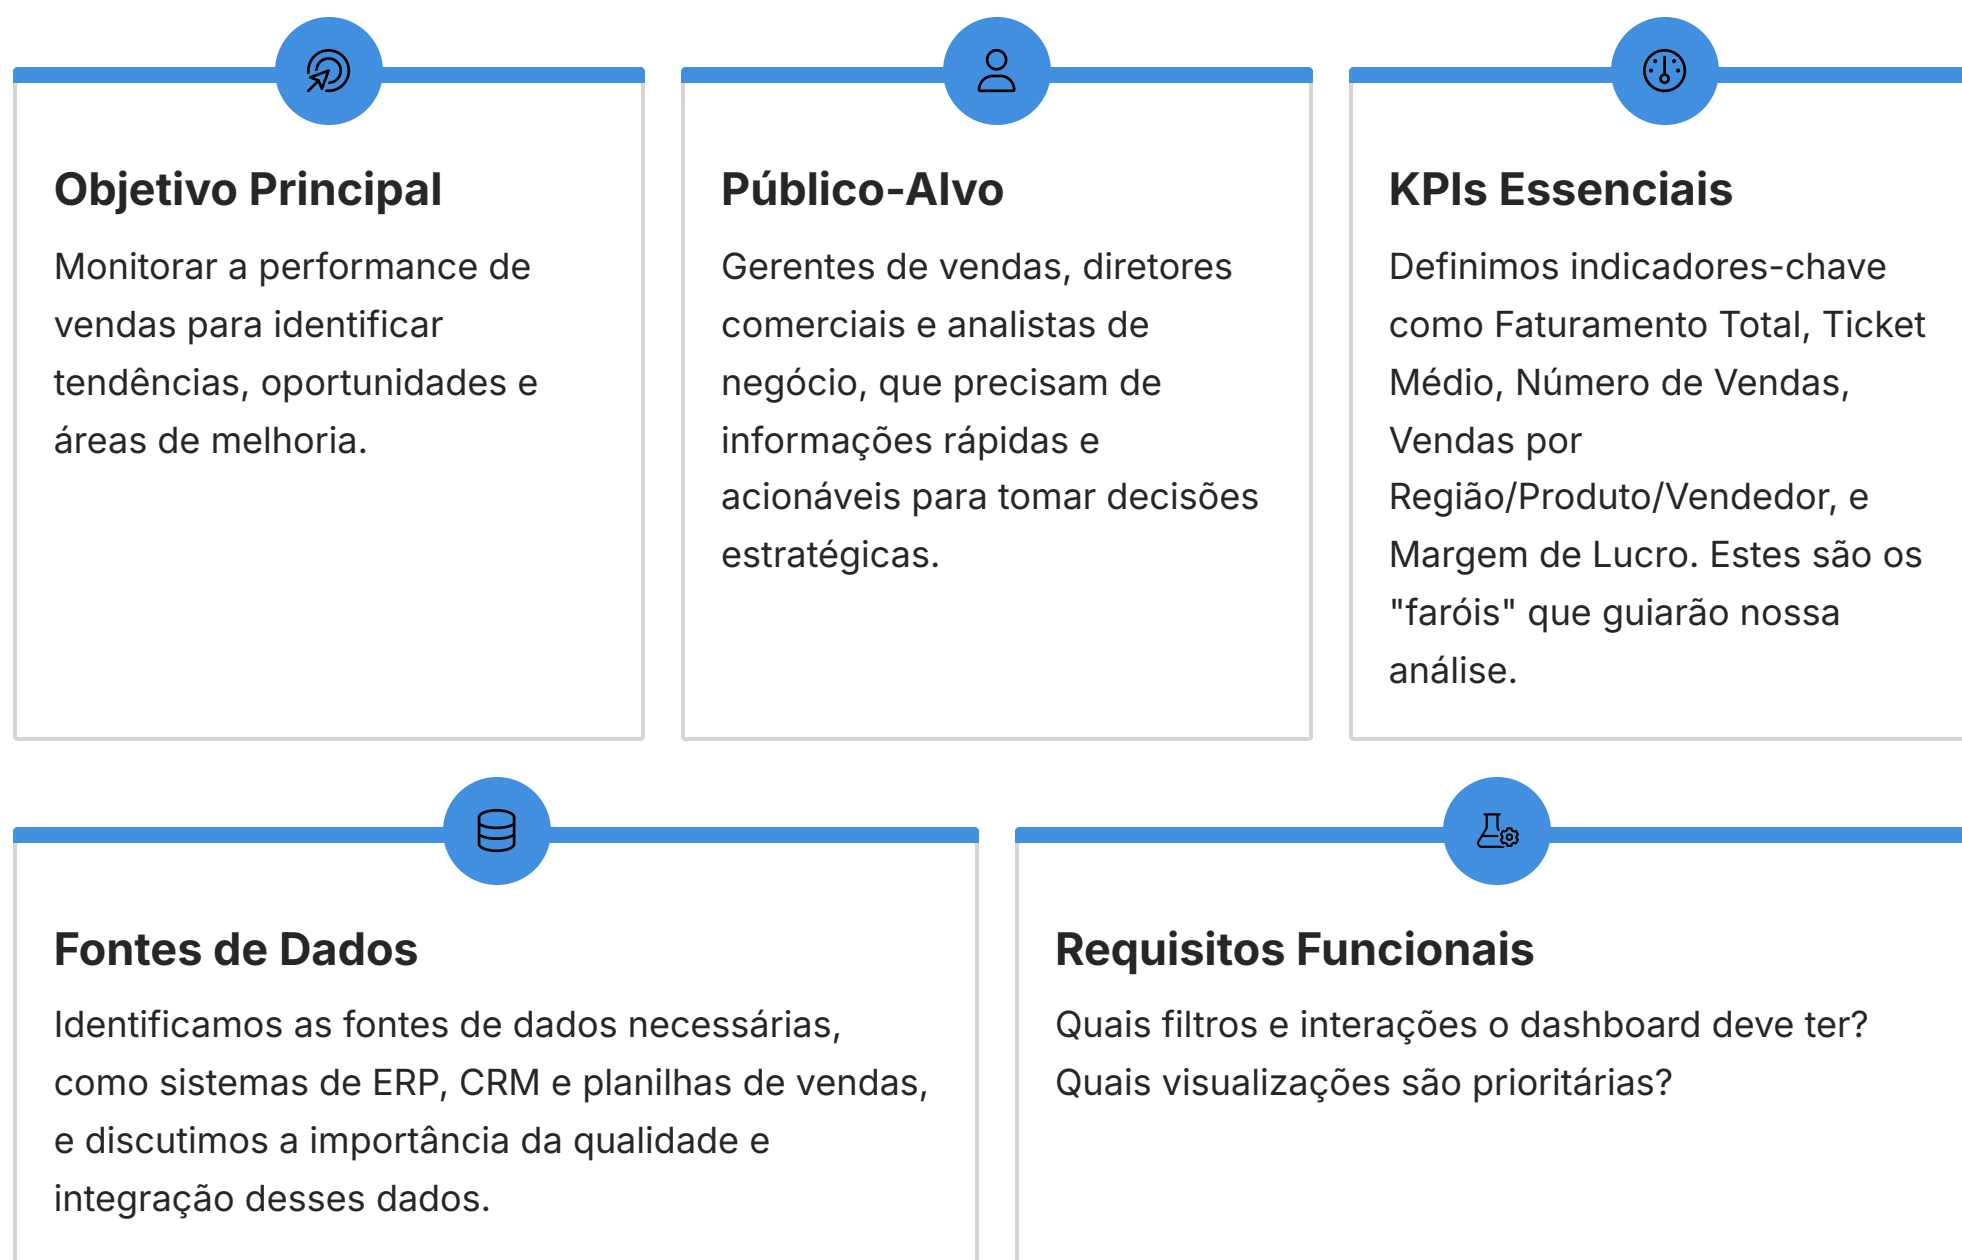 Objetivo Principal
Monitorar a performance de
vendas para identificar
tendências, oportunidades e
áreas de melhoria.
Público-Alvo
Gerentes de vendas, diretores
comerciais e analistas de
negócio, que precisam de
informações rápidas e
acionáveis para tomar decisões
estratégicas.
KPIs Essenciais
Definimos indicadores-chave
como Faturamento Total, Ticket
Médio, Número de Vendas,
Vendas por
Região/Produto/Vendedor, e
Margem de Lucro. Estes são os
"faróis" que guiarão nossa
análise.
Fontes de Dados
Identificamos as fontes de dados necessárias,
como sistemas de ERP, CRM e planilhas de vendas,
e discutimos a importância da qualidade e
integração desses dados.
Requisitos Funcionais
Quais filtros e interações o dashboard deve ter?
Quais visualizações são prioritárias?